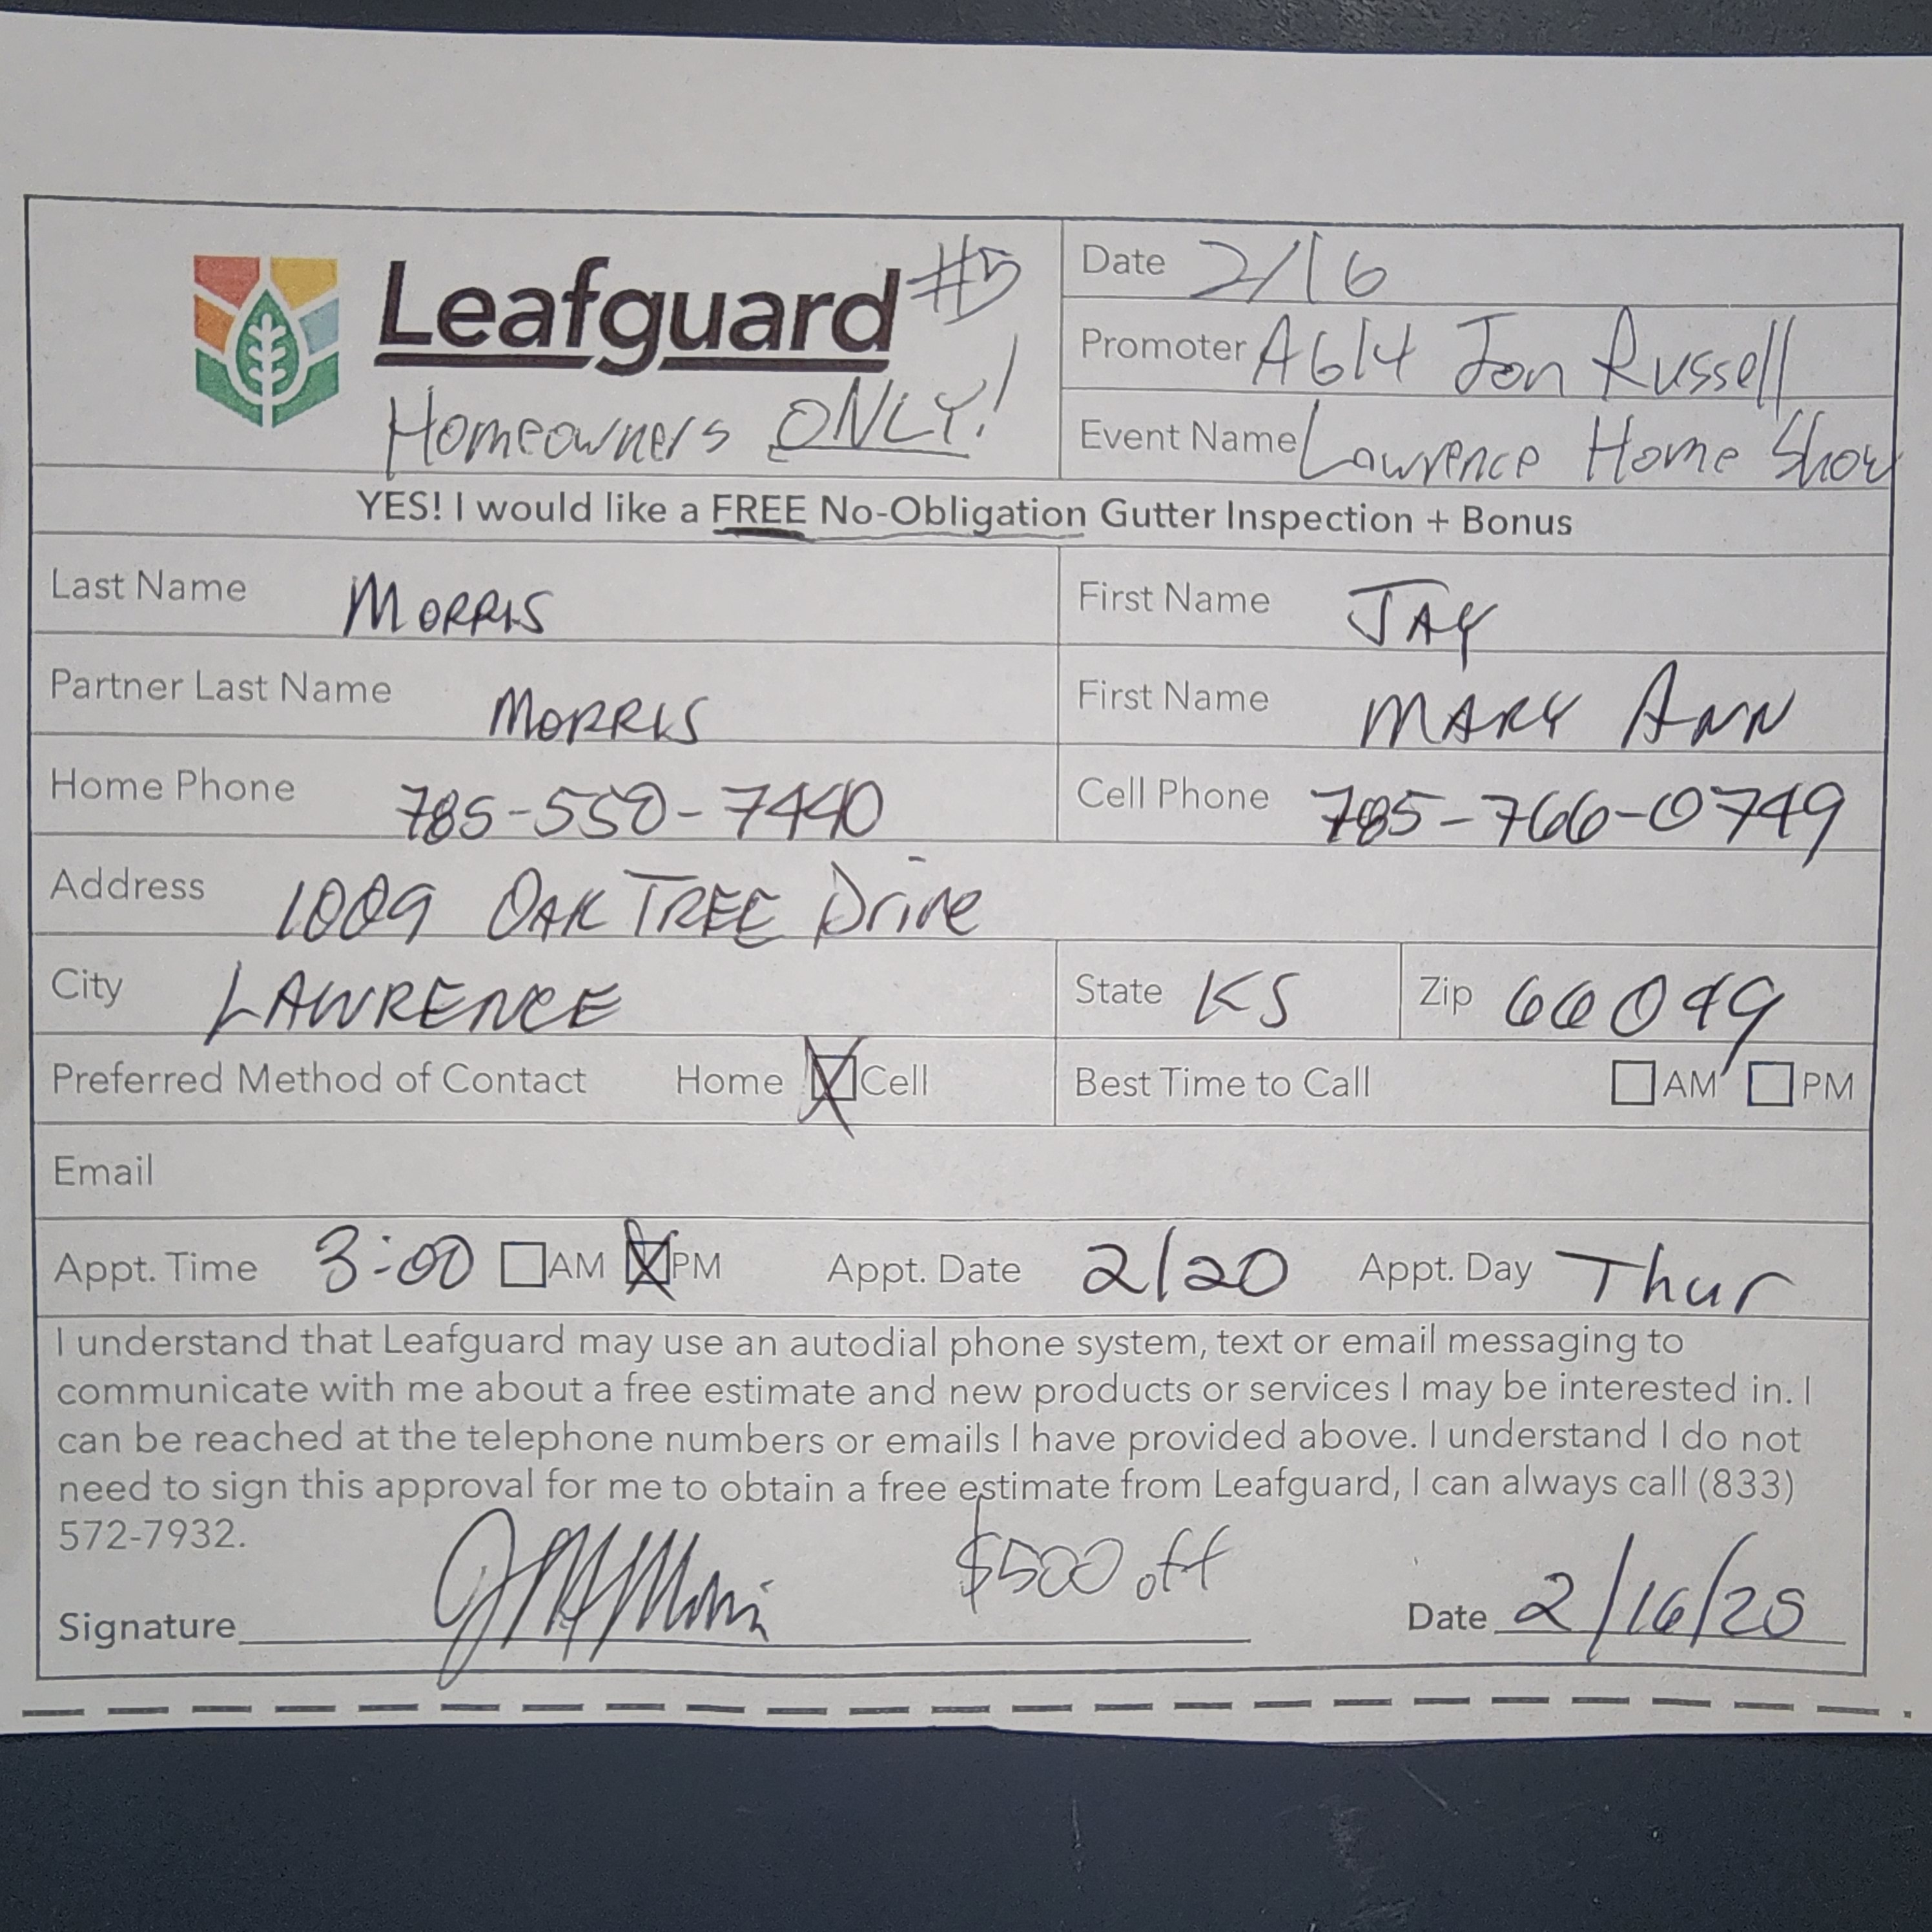 Leafguard #5
Homeowners ONLY!
Date 2/16
Promoter A614 Jon Russell
Event Name Lawrence Home Show
YES! I would like a FREE No-Obligation Gutter Inspection + Bonus
Last Name MORRIS
First Name JAY
Partner Last Name MORRIS
First Name MARY ANN
Home Phone 785-550-7440
Cell Phone 785-766-0749
Address 1009 OAK TREE Drive
City LAWRENCE
State KS
Zip 66049
Preferred Method of Contact Home Cell
Best Time to Call AM PM
Email
Appt. Time 3:00 AM PM Appt. Date 2/20 Appt. Day Thur
I understand that Leafguard may use an autodial phone system, text or email messaging to
communicate with me about a free estimate and new products or services I may be interested in. I
can be reached at the telephone numbers or emails I have provided above. I understand I do not
need to sign this approval for me to obtain a free estimate from Leafguard, I can always call (833)
572-7932.
$500 off
Signature
Date 2/16/25